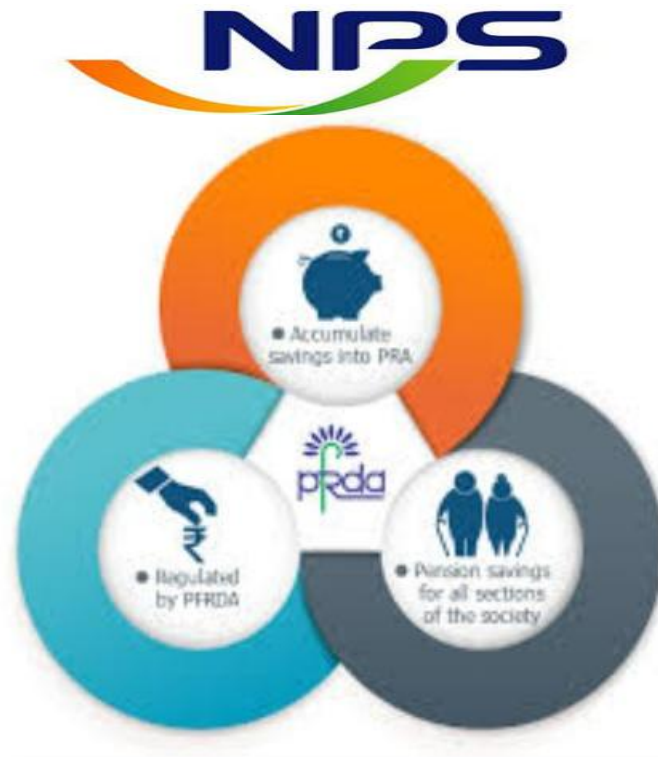 NPS
Accumulate
savings into PRA
pfrda
Regulated
by PFRDA
Pension savings
for all sections
of the society